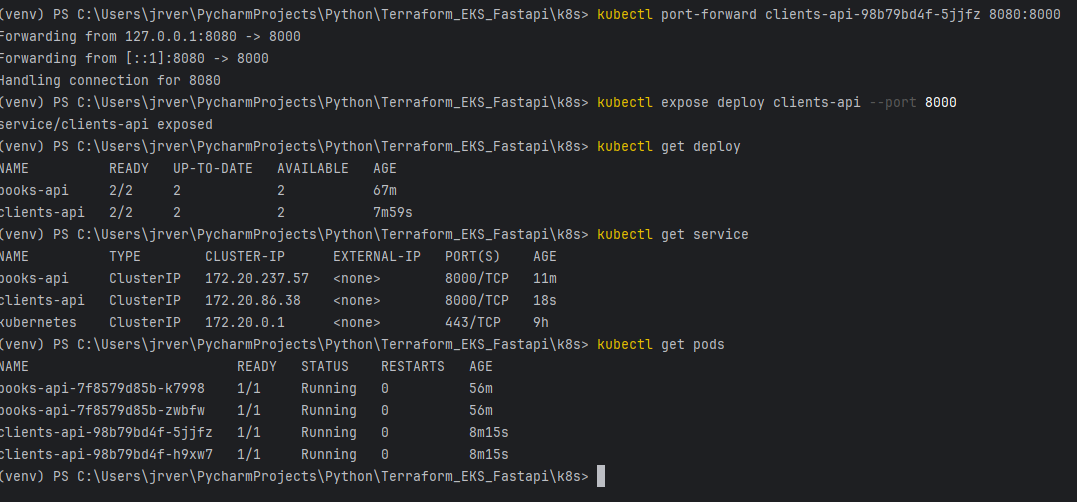 (venv) PS C:\Users\jrver\PycharmProjects\Python\Terraform_EKS_Fastapi\k8s> kubectl port-forward clients-api-98b79bd4f-5jjfz 8080:8000
Forwarding from 127.0.0.1:8080 -> 8000
Forwarding from [::1]:8080 -> 8000
Handling connection for 8080
(venv) PS C:\Users\jrver\PycharmProjects\Python\Terraform_EKS_Fastapi\k8s> kubectl expose deploy clients-api --port 8000
service/clients-api exposed
(venv) PS C:\Users\jrver\PycharmProjects\Python\Terraform_EKS_Fastapi\k8s> kubectl get deploy
NAME READY UP-TO-DATE AVAILABLE AGE
books-api 2/2 2 2 67m
clients-api 2/2 2 2 7m59s
(venv) PS C:\Users\jrver\PycharmProjects\Python\Terraform_EKS_Fastapi\k8s> kubectl get service
NAME TYPE CLUSTER-IP EXTERNAL-IP PORT(S) AGE
books-api ClusterIP 172.20.237.57 <none> 8000/TCP 11m
clients-api ClusterIP 172.20.86.38 <none> 8000/TCP 18s
kubernetes ClusterIP 172.20.0.1 <none> 443/TCP 9h
(venv) PS C:\Users\jrver\PycharmProjects\Python\Terraform_EKS_Fastapi\k8s> kubectl get pods
NAME READY STATUS RESTARTS AGE
books-api-7f8579d85b-k7998 1/1 Running 0 56m
books-api-7f8579d85b-zwbfw 1/1 Running 0 56m
clients-api-98b79bd4f-5jjfz 1/1 Running 0 8m15s
clients-api-98b79bd4f-h9xw7 1/1 Running 0 8m15s
(venv) PS C:\Users\jrver\PycharmProjects\Python\Terraform_EKS_Fastapi\k8s>